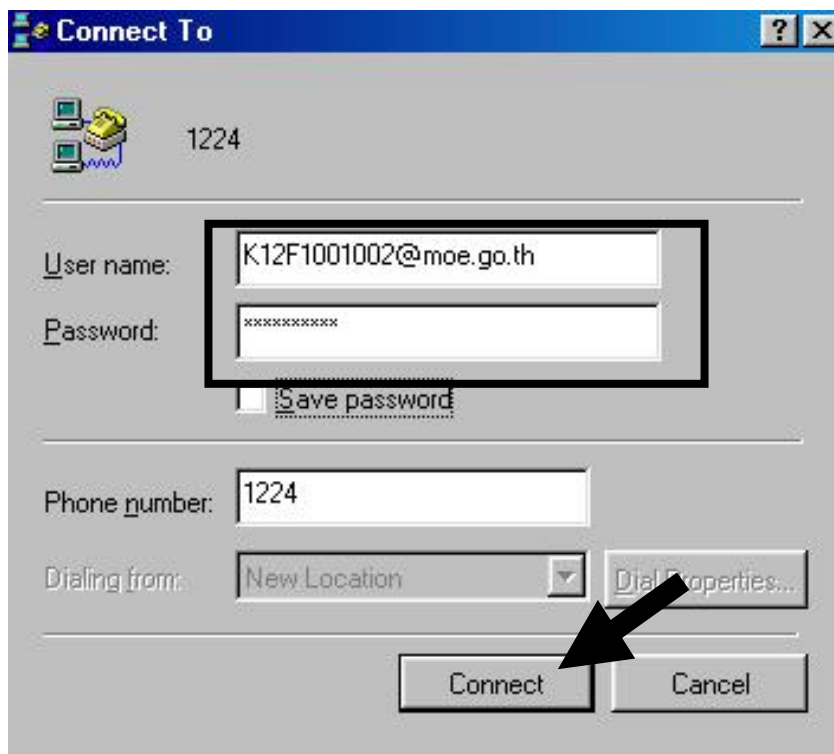 Connect To
1224
User name: K12F1001002@moe.go.th
Password: **********
Save password
Phone number: 1224
Dialing from: New Location Dial Properties...
Connect Cancel